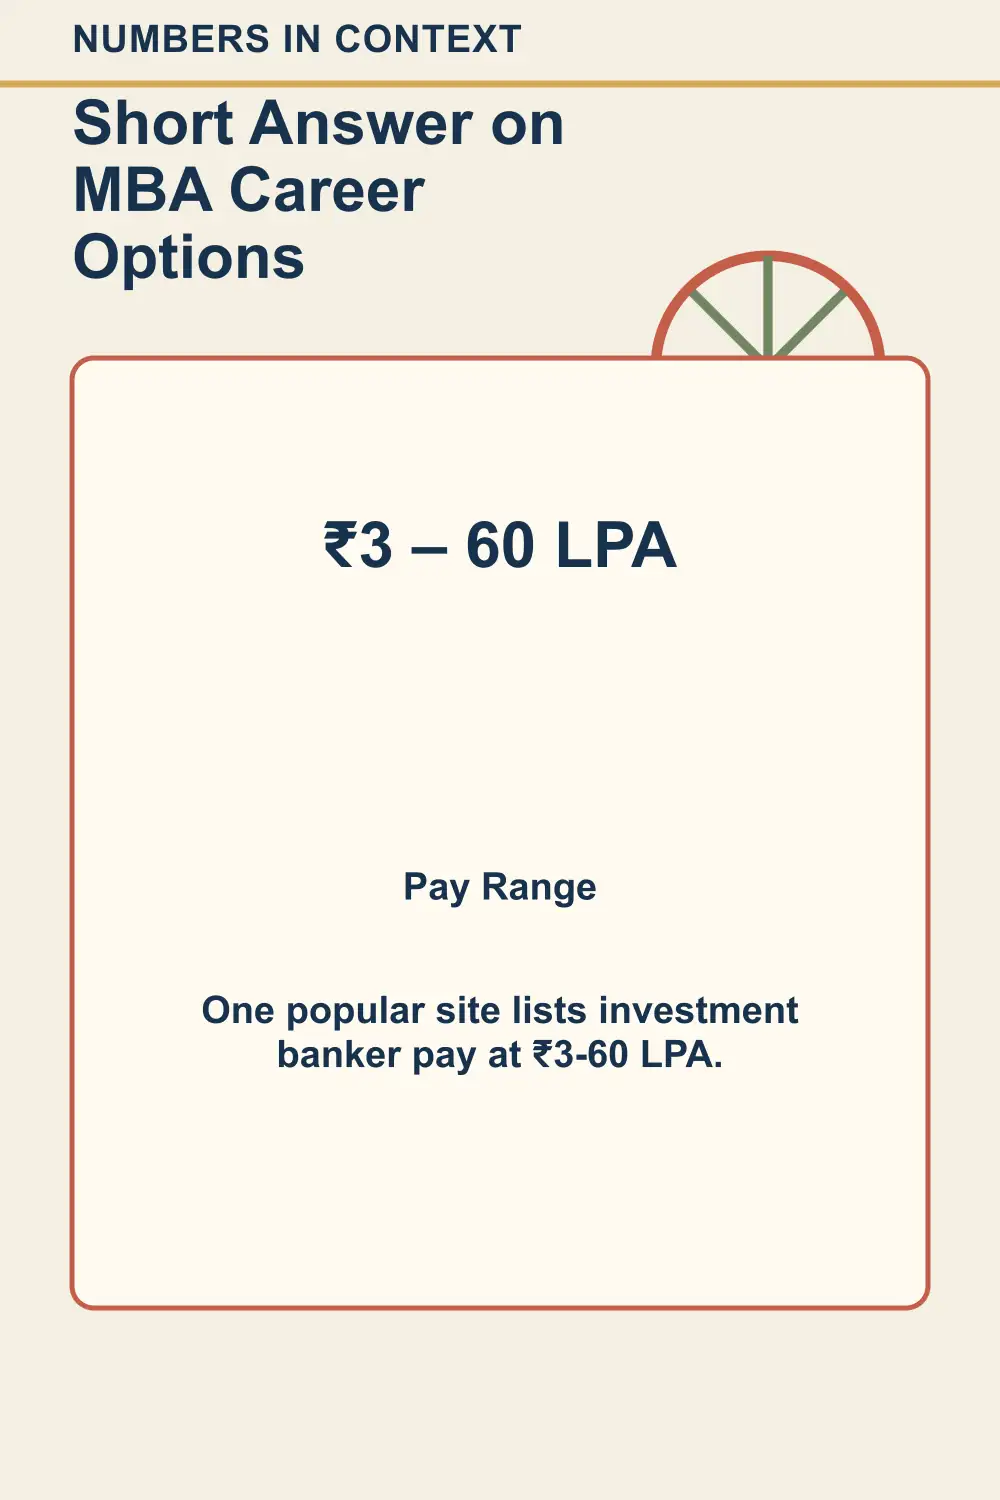 NUMBERS IN CONTEXT
Short Answer on
MBA Career
Options
₹3 – 60 LPA
Pay Range
One popular site lists investment
banker pay at ₹3-60 LPA.